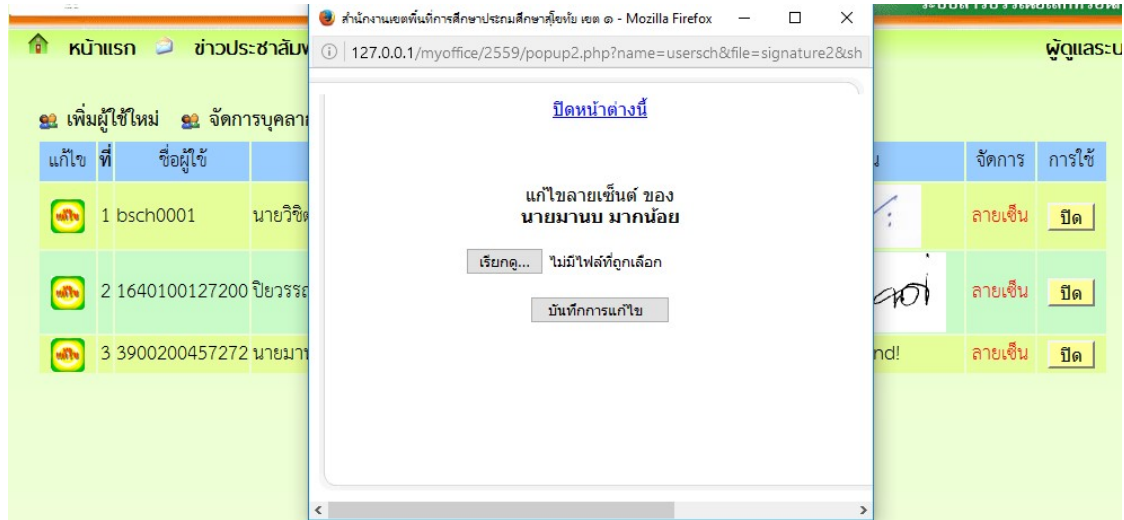 สำนักงานเขตพื้นที่การศึกษาประถมศึกษาสุโขทัย เขต ๑ - Mozilla Firefox
127.0.0.1/myoffice/2559/popup2.php?name=usersch&file=signature2&sh
หน้าแรก ข่าวประชาสัมพ
ผู้ดูแลระบ
ปิดหน้าต่างนี้
เพิ่มผู้ใช้ใหม่ จัดการบุคลา
แก้ไข ที่ ชื่อผู้ใช้ จัดการ การใช้
แก้ไขลายเซ็นต์ ของ
นายมานบ มากน้อย
แก้ไข 1 bsch0001 นายวิชิต ลายเซ็น ปิด
เรียกดู... ไม่มีไฟล์ที่ถูกเลือก
แก้ไข 2 1640100127200 ปิยวรรณ ลายเซ็น ปิด
บันทึกการแก้ไข
แก้ไข 3 3900200457272 นายมาน nd! ลายเซ็น ปิด